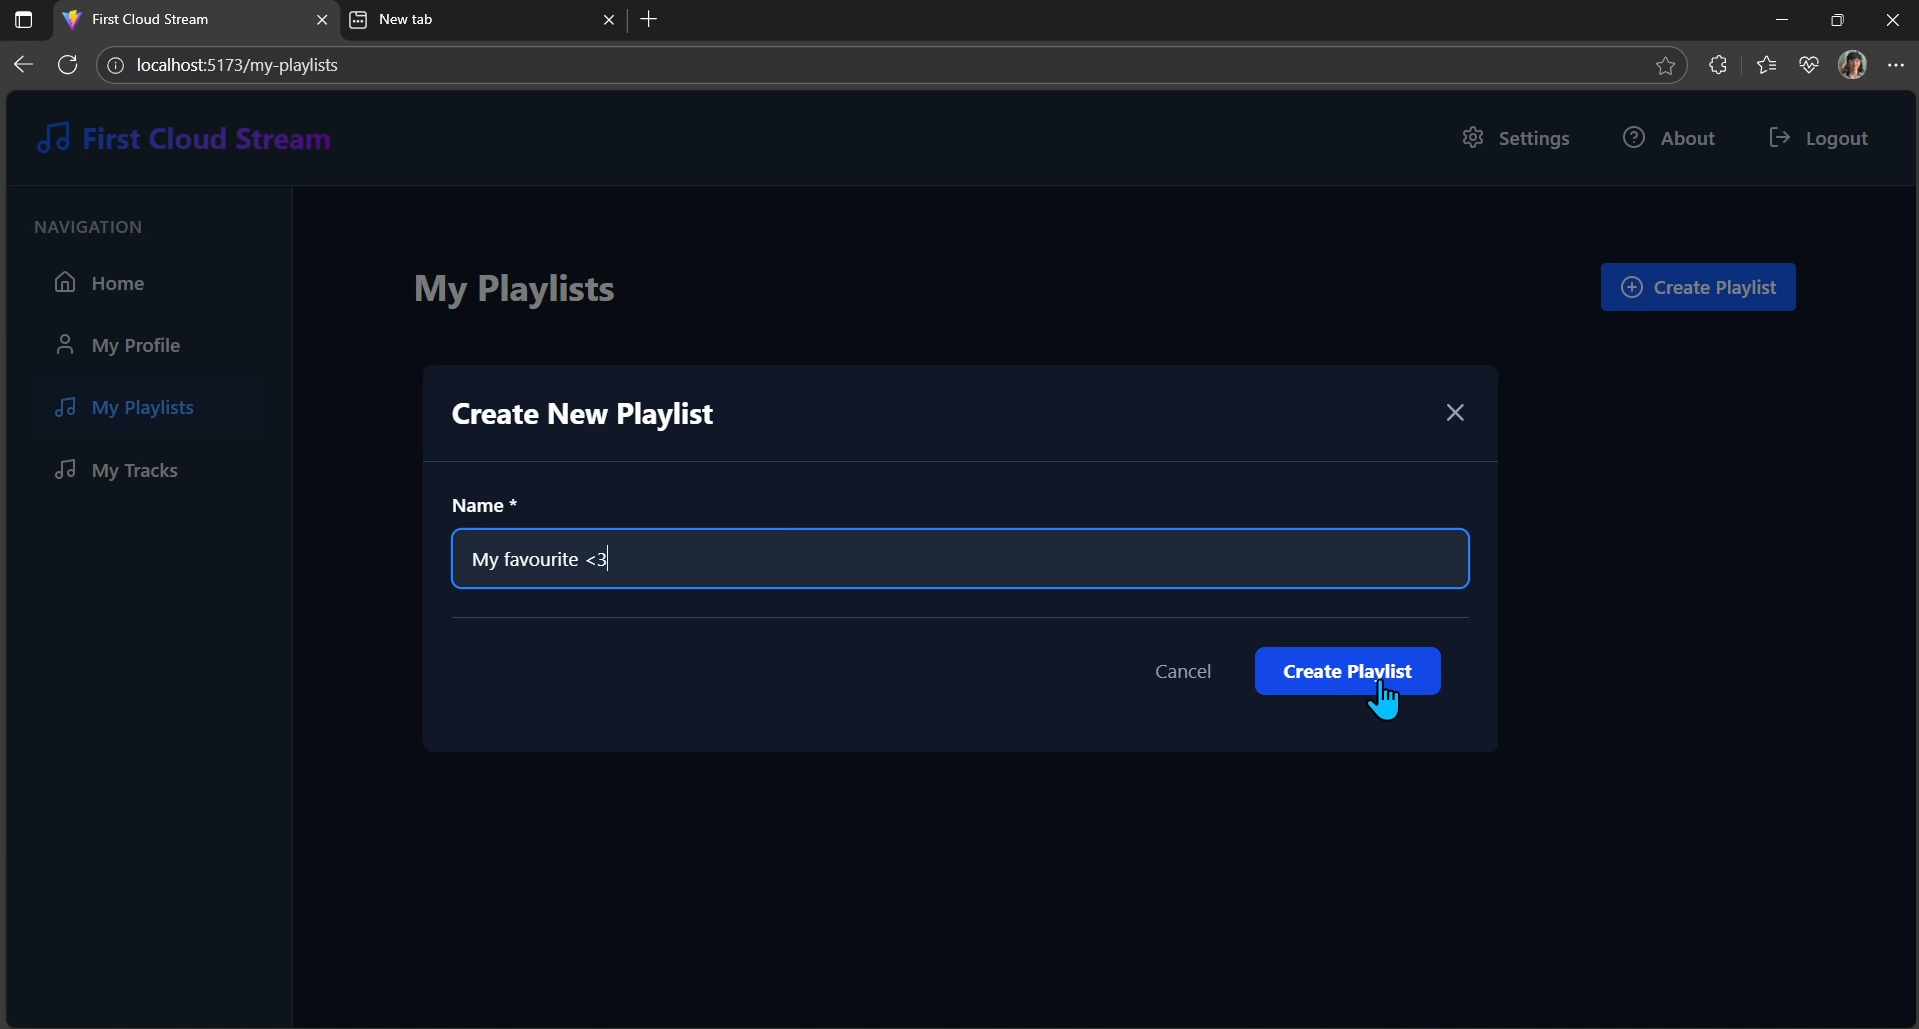 First Cloud Stream
New tab
localhost:5173/my-playlists
First Cloud Stream
Settings
About
Logout
NAVIGATION
Home
My Profile
My Playlists
My Tracks
My Playlists
Create Playlist
Create New Playlist
Name *
My favourite <3
Cancel
Create Playlist